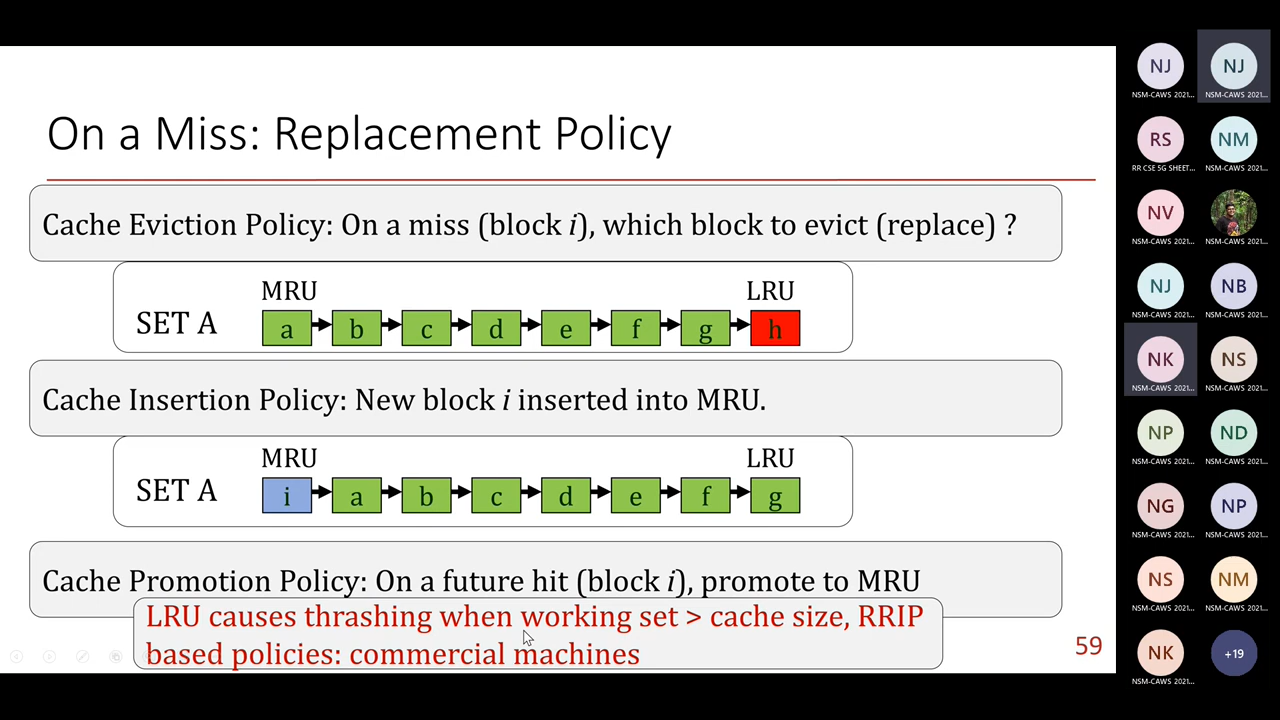 On a Miss: Replacement Policy
Cache Eviction Policy: On a miss (block i), which block to evict (replace) ?
MRU LRU
SET A a b c d e f g h
Cache Insertion Policy: New block i inserted into MRU.
MRU LRU
SET A i a b c d e f g
Cache Promotion Policy: On a future hit (block i), promote to MRU
LRU causes thrashing when working set > cache size, RRIP
based policies: commercial machines
59
NJ NJ
NSM-CAWS 2021... NSM-CAWS 2021...
RS NM
RR CSE 5G SHEET... NSM-CAWS 2021...
NV
NSM-CAWS 2021... NSM-CAWS 2021...
NJ NB
NSM-CAWS 2021... NSM-CAWS 2021...
NK NS
NSM-CAWS 2021... NSM-CAWS 2021...
NP ND
NSM-CAWS 2021... NSM-CAWS 2021...
NG NP
NSM-CAWS 2021... NSM-CAWS 2021...
NS NM
NSM-CAWS 2021... NSM-CAWS 2021...
NK +19
NSM-CAWS 2021...